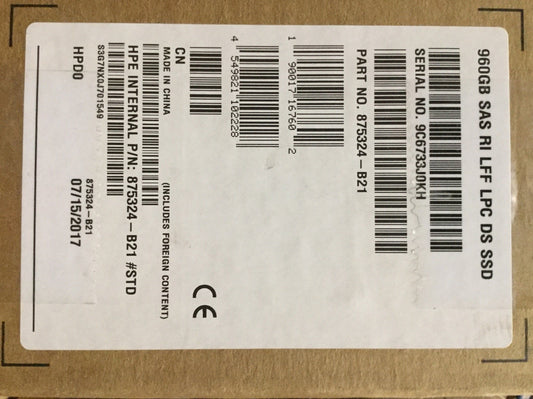 960GB SAS RI LFF LPC DS SSD
SERIAL NO. 9C6733J0KH
PART NO. 875324-B21
1 90017 16760 2
4 549821 102228
CN
MADE IN CHINA (INCLUDES FOREIGN CONTENT)
CE
HPE INTERNAL P/N: 875324-B21 #STD
S3G7NX0J701549 875324-B21
HPD0 07/15/2017